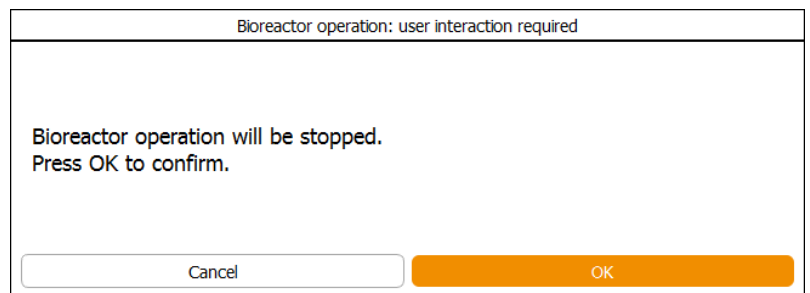 Bioreactor operation: user interaction required
Bioreactor operation will be stopped.
Press OK to confirm.
Cancel
OK